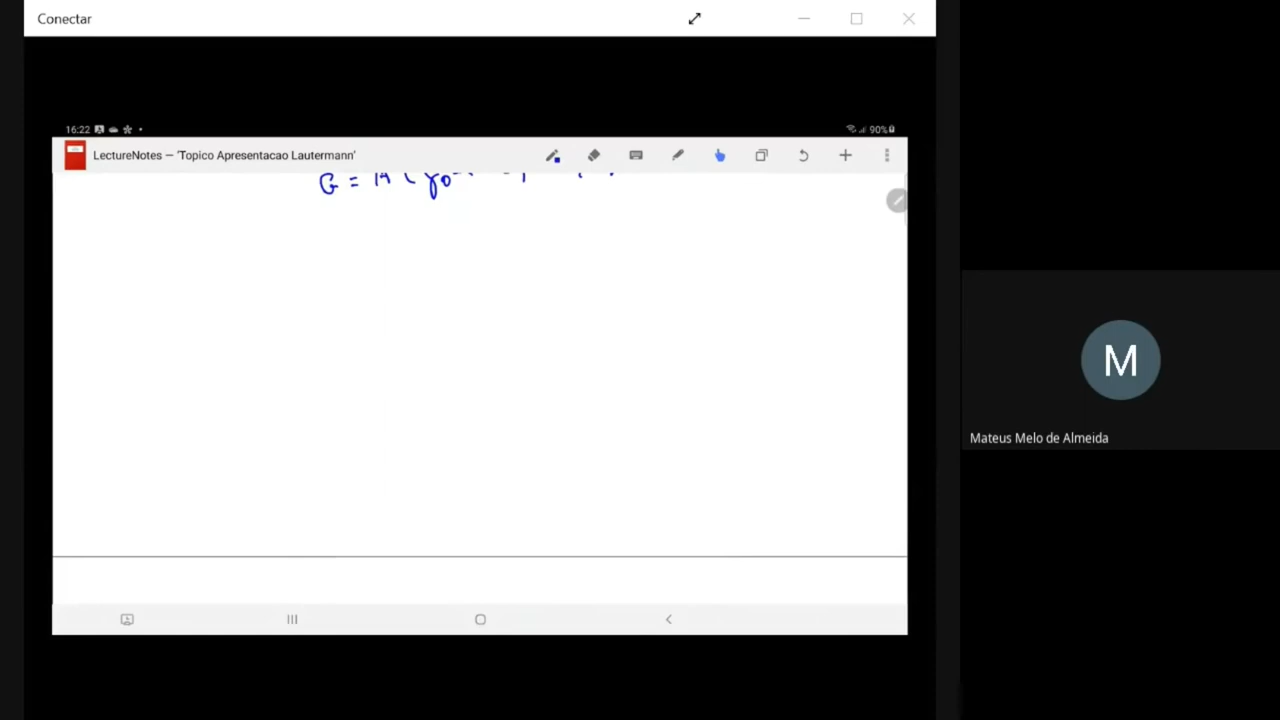 Conectar
16:22
90%
LectureNotes — 'Topico Apresentacao Lautermann'
G =
M
Mateus Melo de Almeida